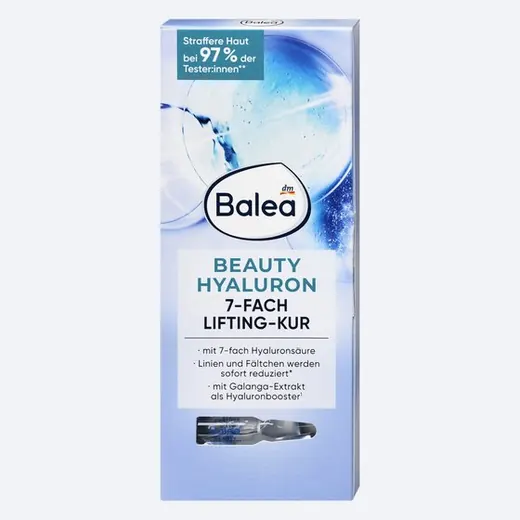 Straffere Haut
bei 97 % der
Tester:innen**
dm
Balea
BEAUTY
HYALURON
7-FACH
LIFTING-KUR
· mit 7-fach Hyaluronsäure
· Linien und Fältchen werden
sofort reduziert*
· mit Galanga-Extrakt
als Hyaluronbooster¹
Balea